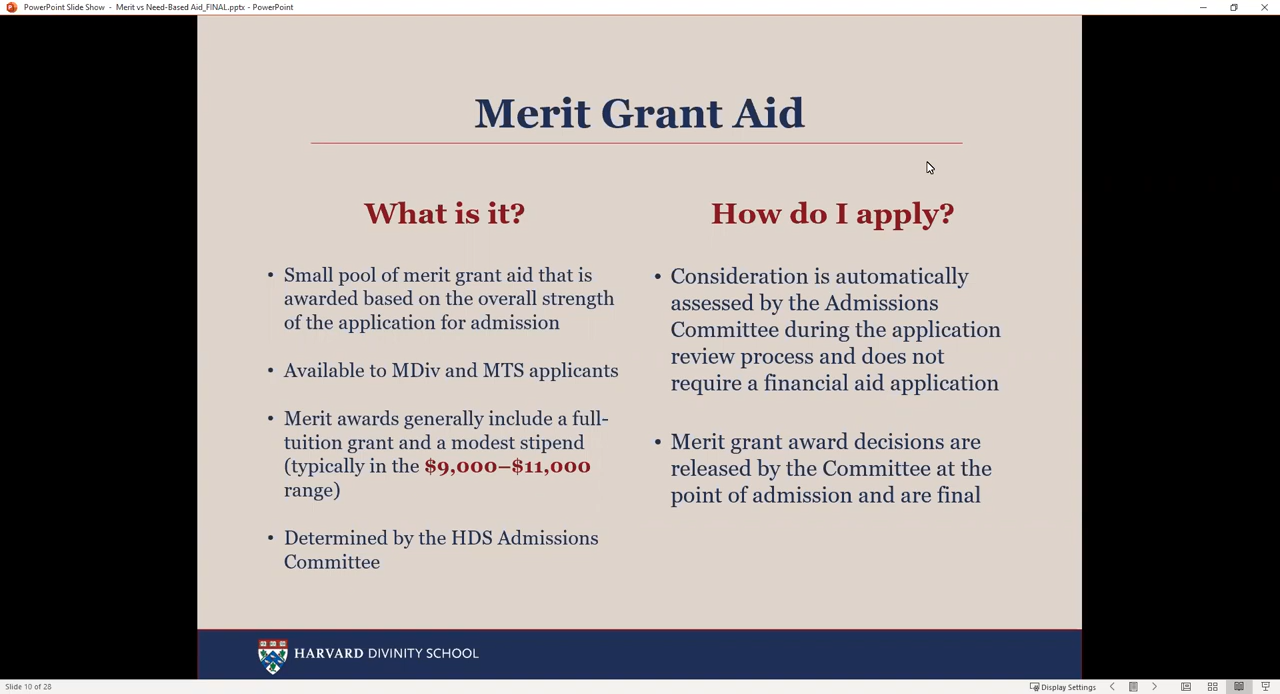 PowerPoint Slide Show - Merit vs Need-Based Aid_FINAL.pptx - PowerPoint
Merit Grant Aid
What is it?
• Small pool of merit grant aid that is
awarded based on the overall strength
of the application for admission
• Available to MDiv and MTS applicants
• Merit awards generally include a full-
tuition grant and a modest stipend
(typically in the $9,000–$11,000
range)
• Determined by the HDS Admissions
Committee
How do I apply?
• Consideration is automatically
assessed by the Admissions
Committee during the application
review process and does not
require a financial aid application
• Merit grant award decisions are
released by the Committee at the
point of admission and are final
HARVARD DIVINITY SCHOOL
Slide 10 of 28
Display Settings